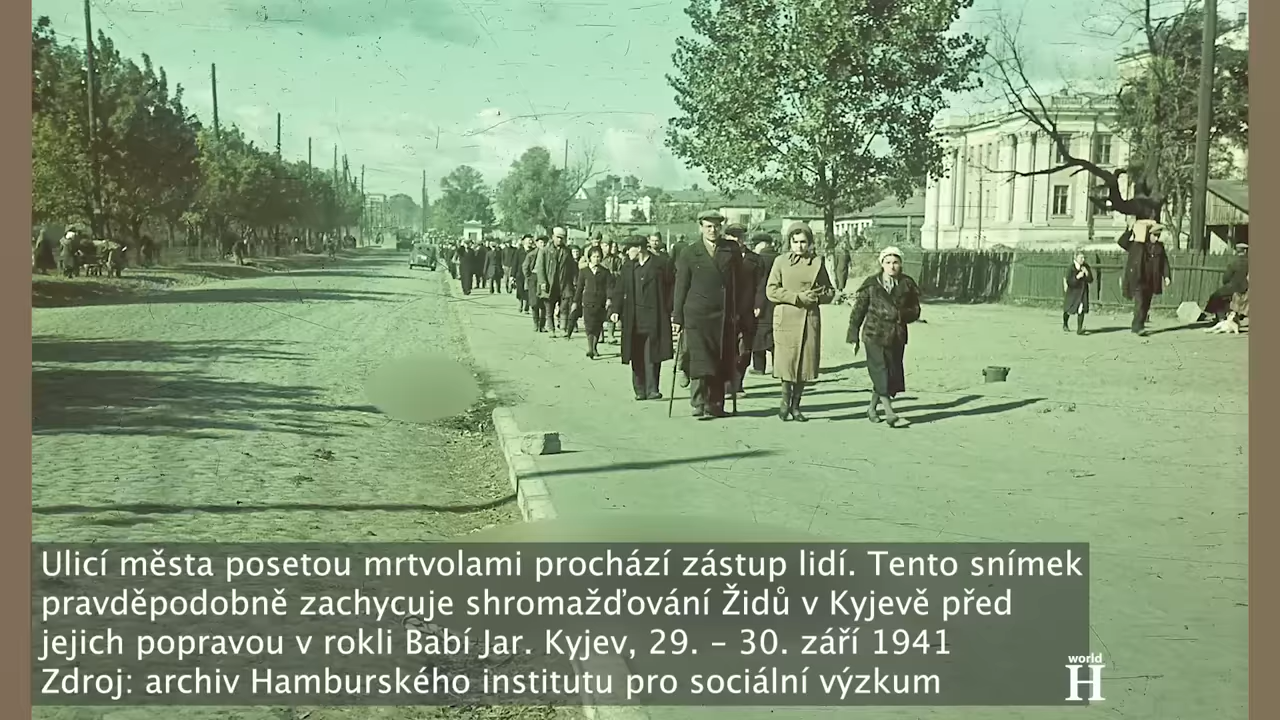 Ulicí města posetou mrtvolami prochází zástup lidí. Tento snímek
pravděpodobně zachycuje shromažďování Židů v Kyjevě před
jejich popravou v rokli Babí Jar. Kyjev, 29. – 30. září 1941
Zdroj: archiv Hamburského institutu pro sociální výzkum
world
H